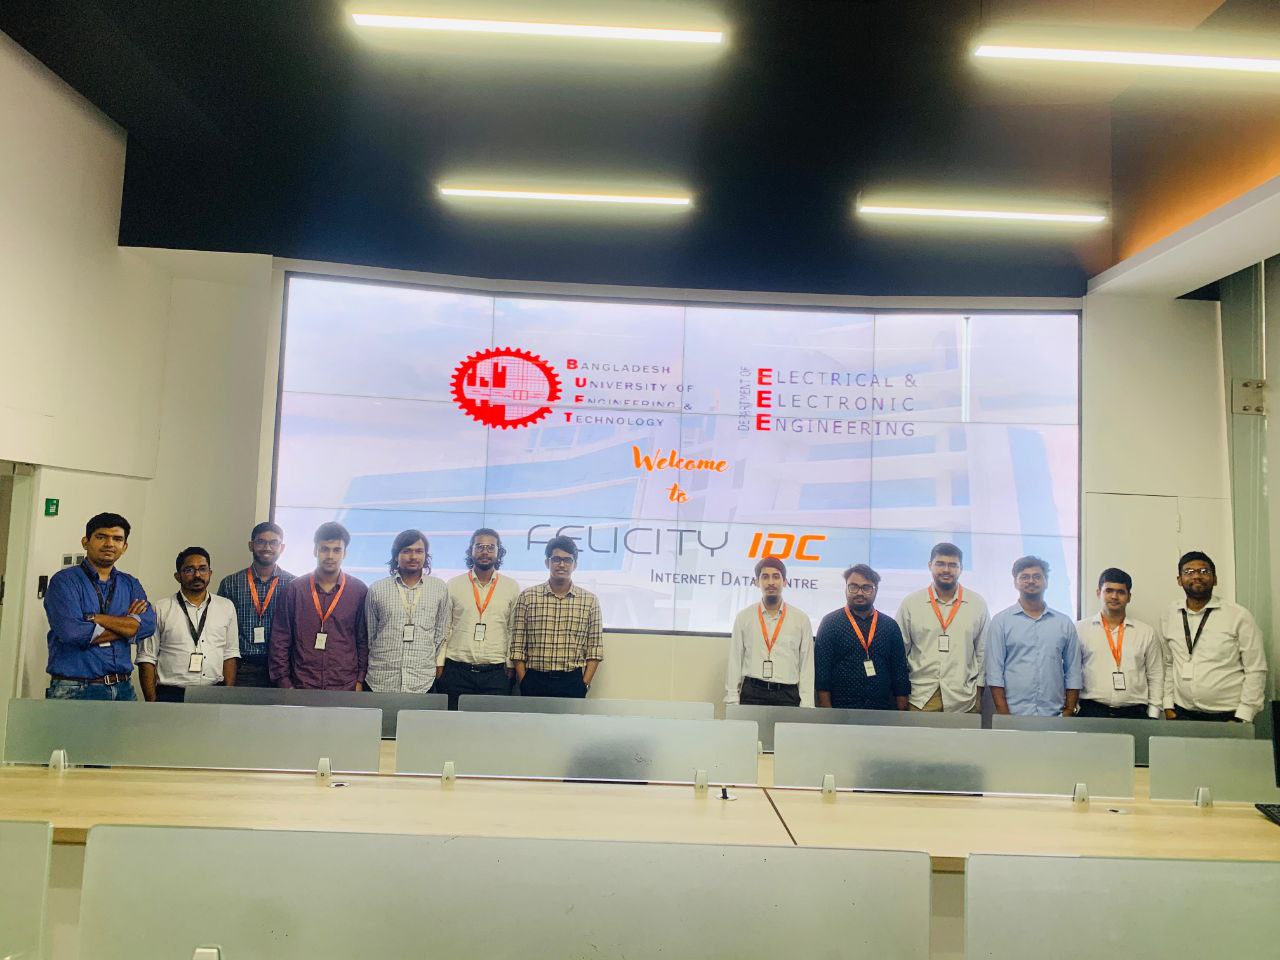 BANGLADESH
UNIVERSITY OF
ENGINEERING &
TECHNOLOGY
DEPARTMENT OF
ELECTRICAL &
ELECTRONIC
ENGINEERING
Welcome
to
FELICITY IDC
INTERNET DATA CENTRE